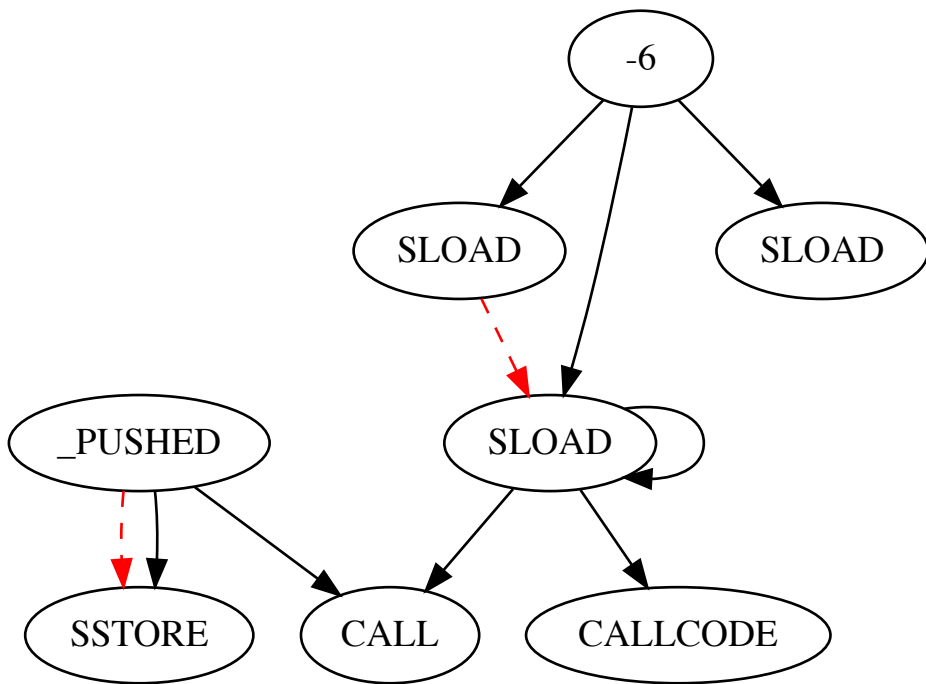 -6
SLOAD
SLOAD
_PUSHED
SLOAD
SSTORE
CALL
CALLCODE